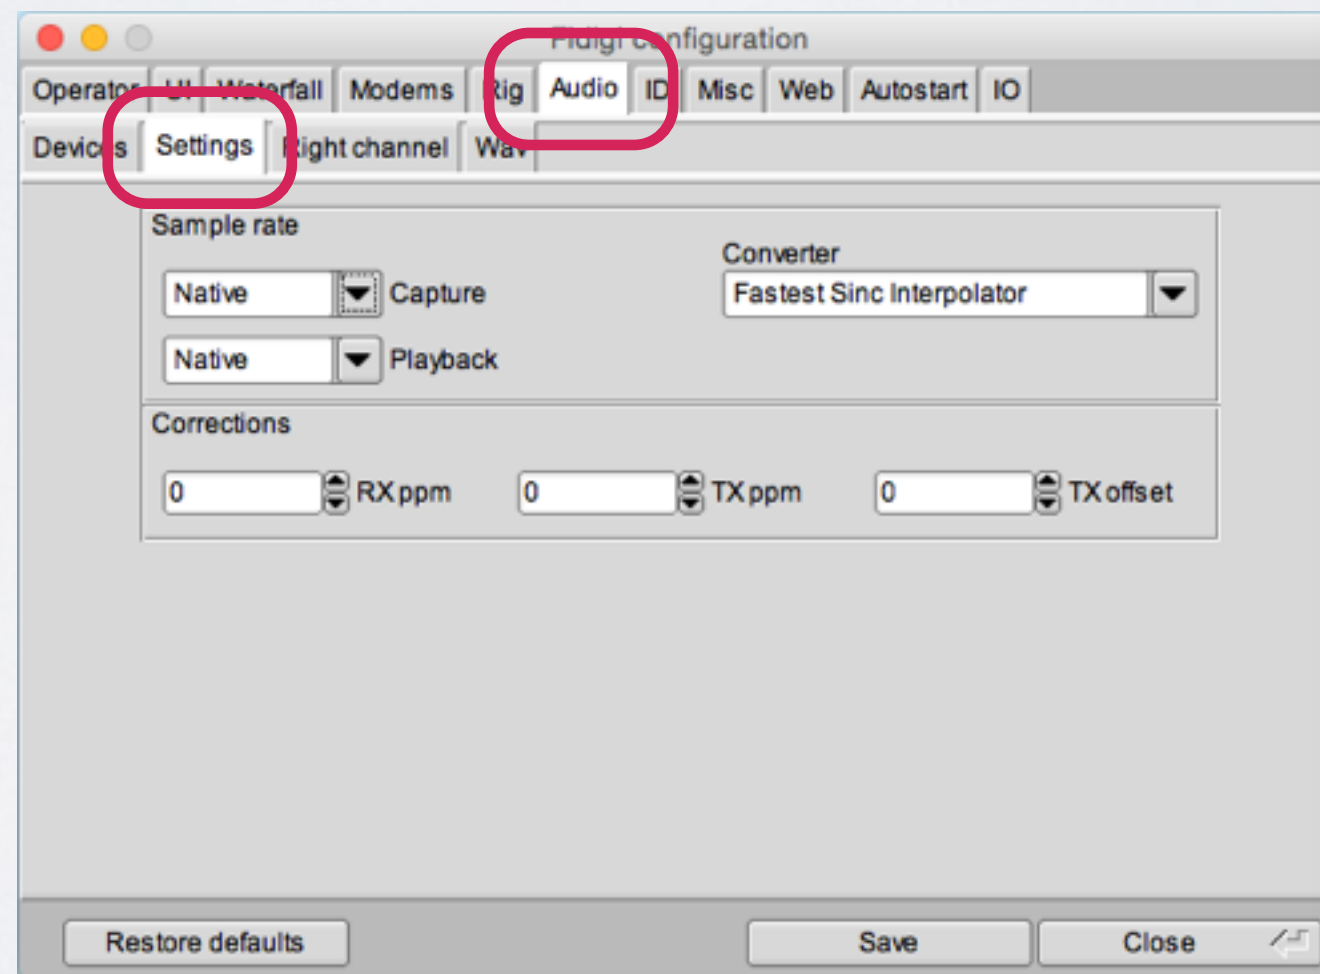 Fldigi configuration
Operator UI Waterfall Modems Rig Audio ID Misc Web Autostart IO
Devices Settings Right channel Wav
Sample rate
Converter
Native Capture Fastest Sinc Interpolator
Native Playback
Corrections
0 RX ppm 0 TX ppm 0 TX offset
Restore defaults Save Close